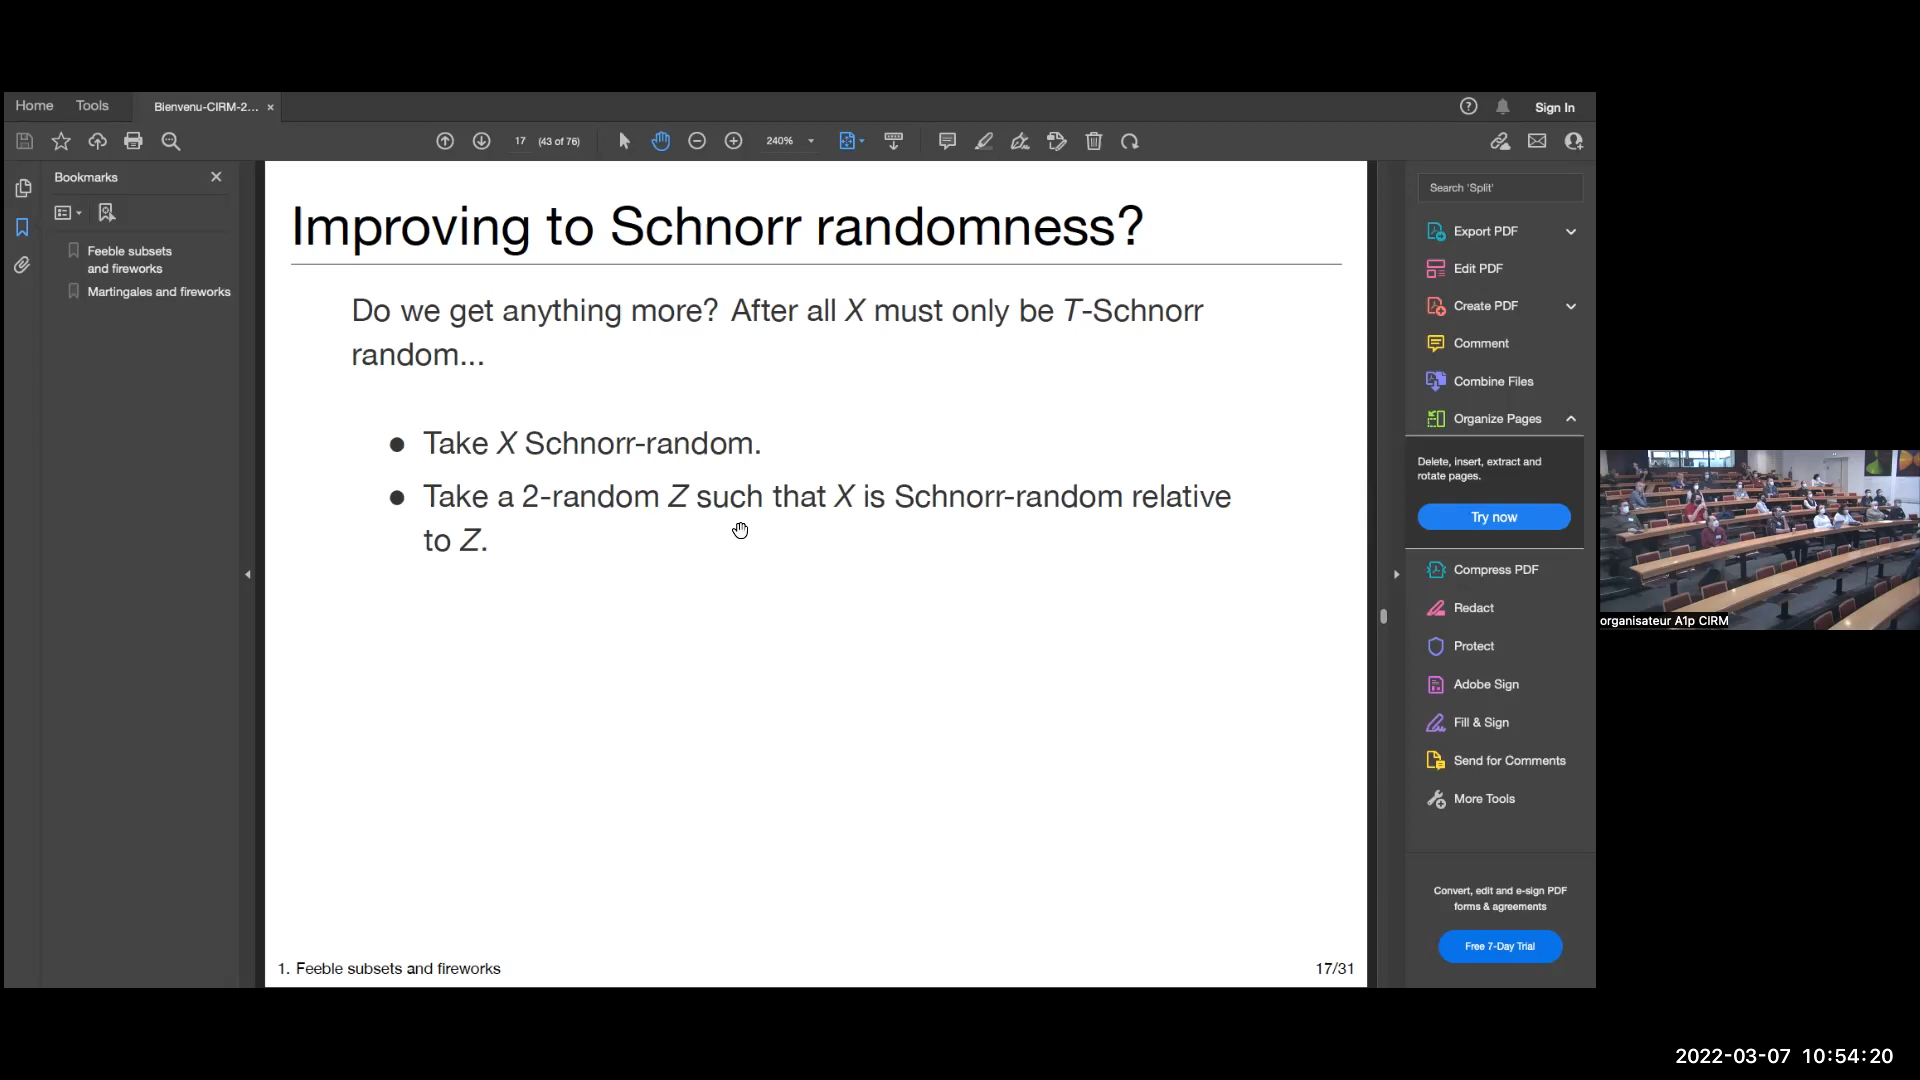 Home
Tools
Bienvenu-CIRM-2...
×
Sign In
17
(43 of 76)
240%
Bookmarks
Feeble subsets
and fireworks
Martingales and fireworks
Improving to Schnorr randomness?
Do we get anything more? After all X must only be T-Schnorr
random...
● Take X Schnorr-random.
● Take a 2-random Z such that X is Schnorr-random relative
to Z.
1. Feeble subsets and fireworks
17/31
Search 'Split'
Export PDF
Edit PDF
Create PDF
Comment
Combine Files
Organize Pages
Delete, insert, extract and
rotate pages.
Try now
Compress PDF
Redact
Protect
Adobe Sign
Fill & Sign
Send for Comments
More Tools
Convert, edit and e-sign PDF
forms & agreements
Free 7-Day Trial
organisateur A1p CIRM
2022-03-07 10:54:20